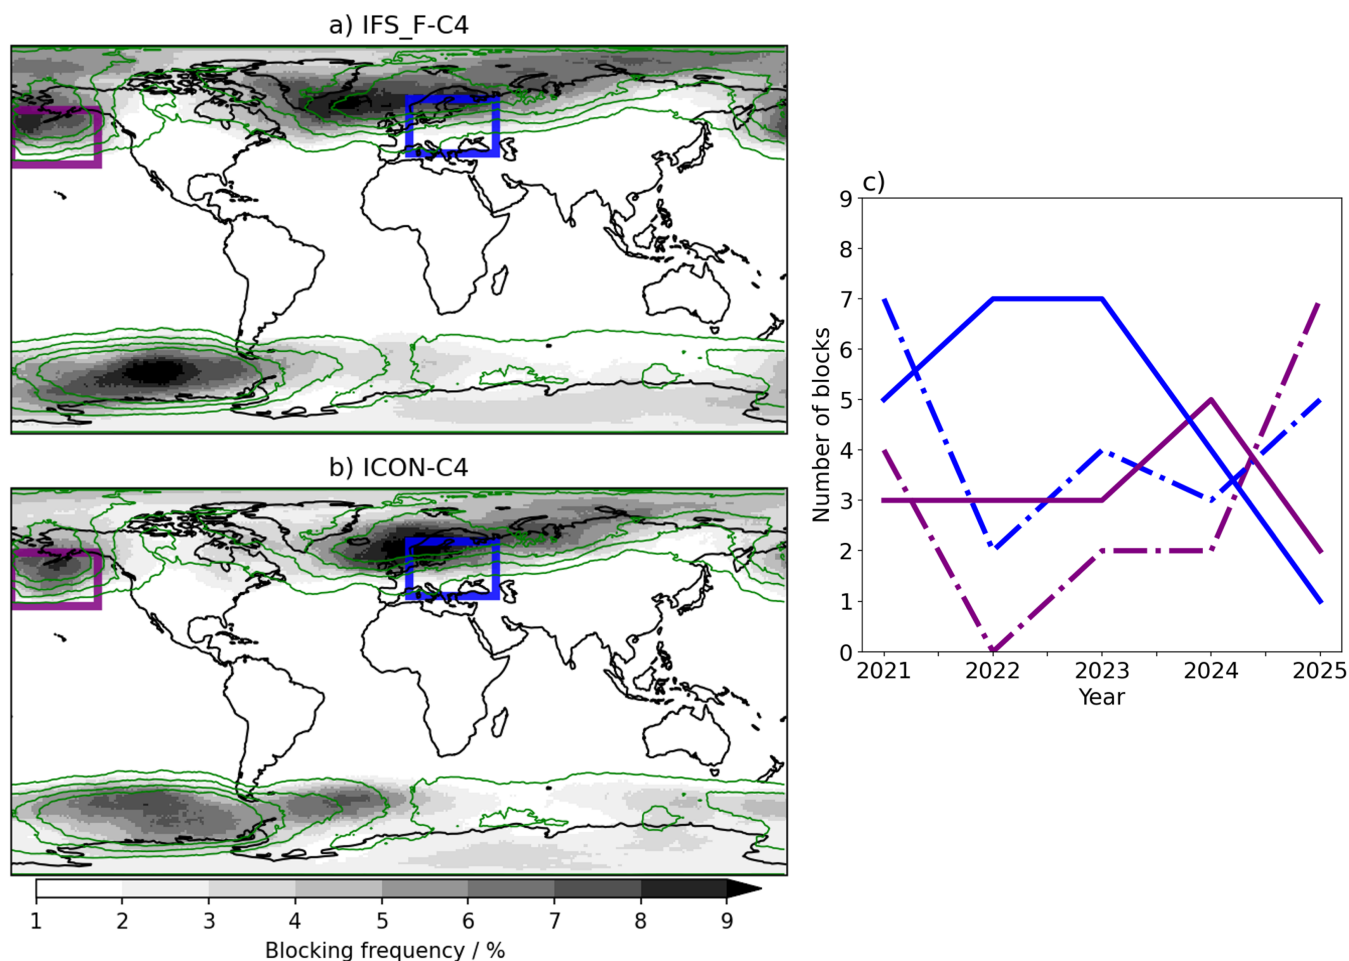 a) IFS_F-C4
b) ICON-C4
1 2 3 4 5 6 7 8 9
Blocking frequency / %
c)
9
8
7
6
5
4
3
2
1
0
Number of blocks
2021 2022 2023 2024 2025
Year